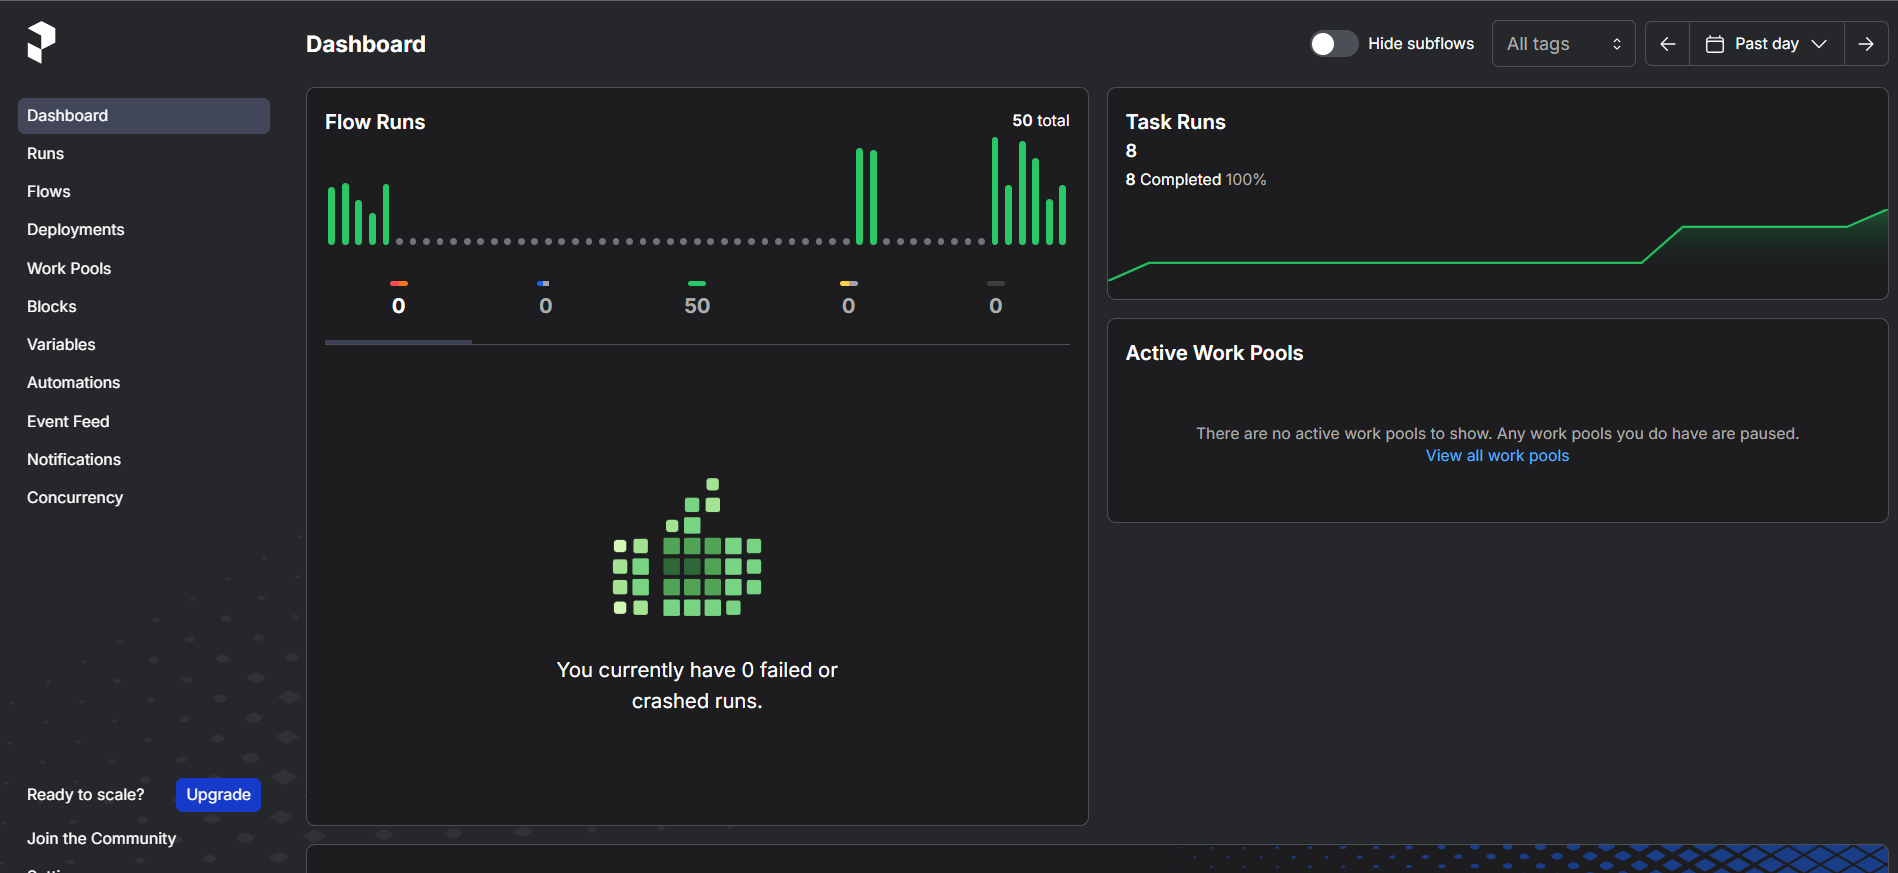 Dashboard
Hide subflows
All tags
Past day
Dashboard
Runs
Flows
Deployments
Work Pools
Blocks
Variables
Automations
Event Feed
Notifications
Concurrency
Ready to scale?
Upgrade
Join the Community
Flow Runs
50 total
0
0
50
0
0
You currently have 0 failed or
crashed runs.
Task Runs
8
8 Completed 100%
Active Work Pools
There are no active work pools to show. Any work pools you do have are paused.
View all work pools